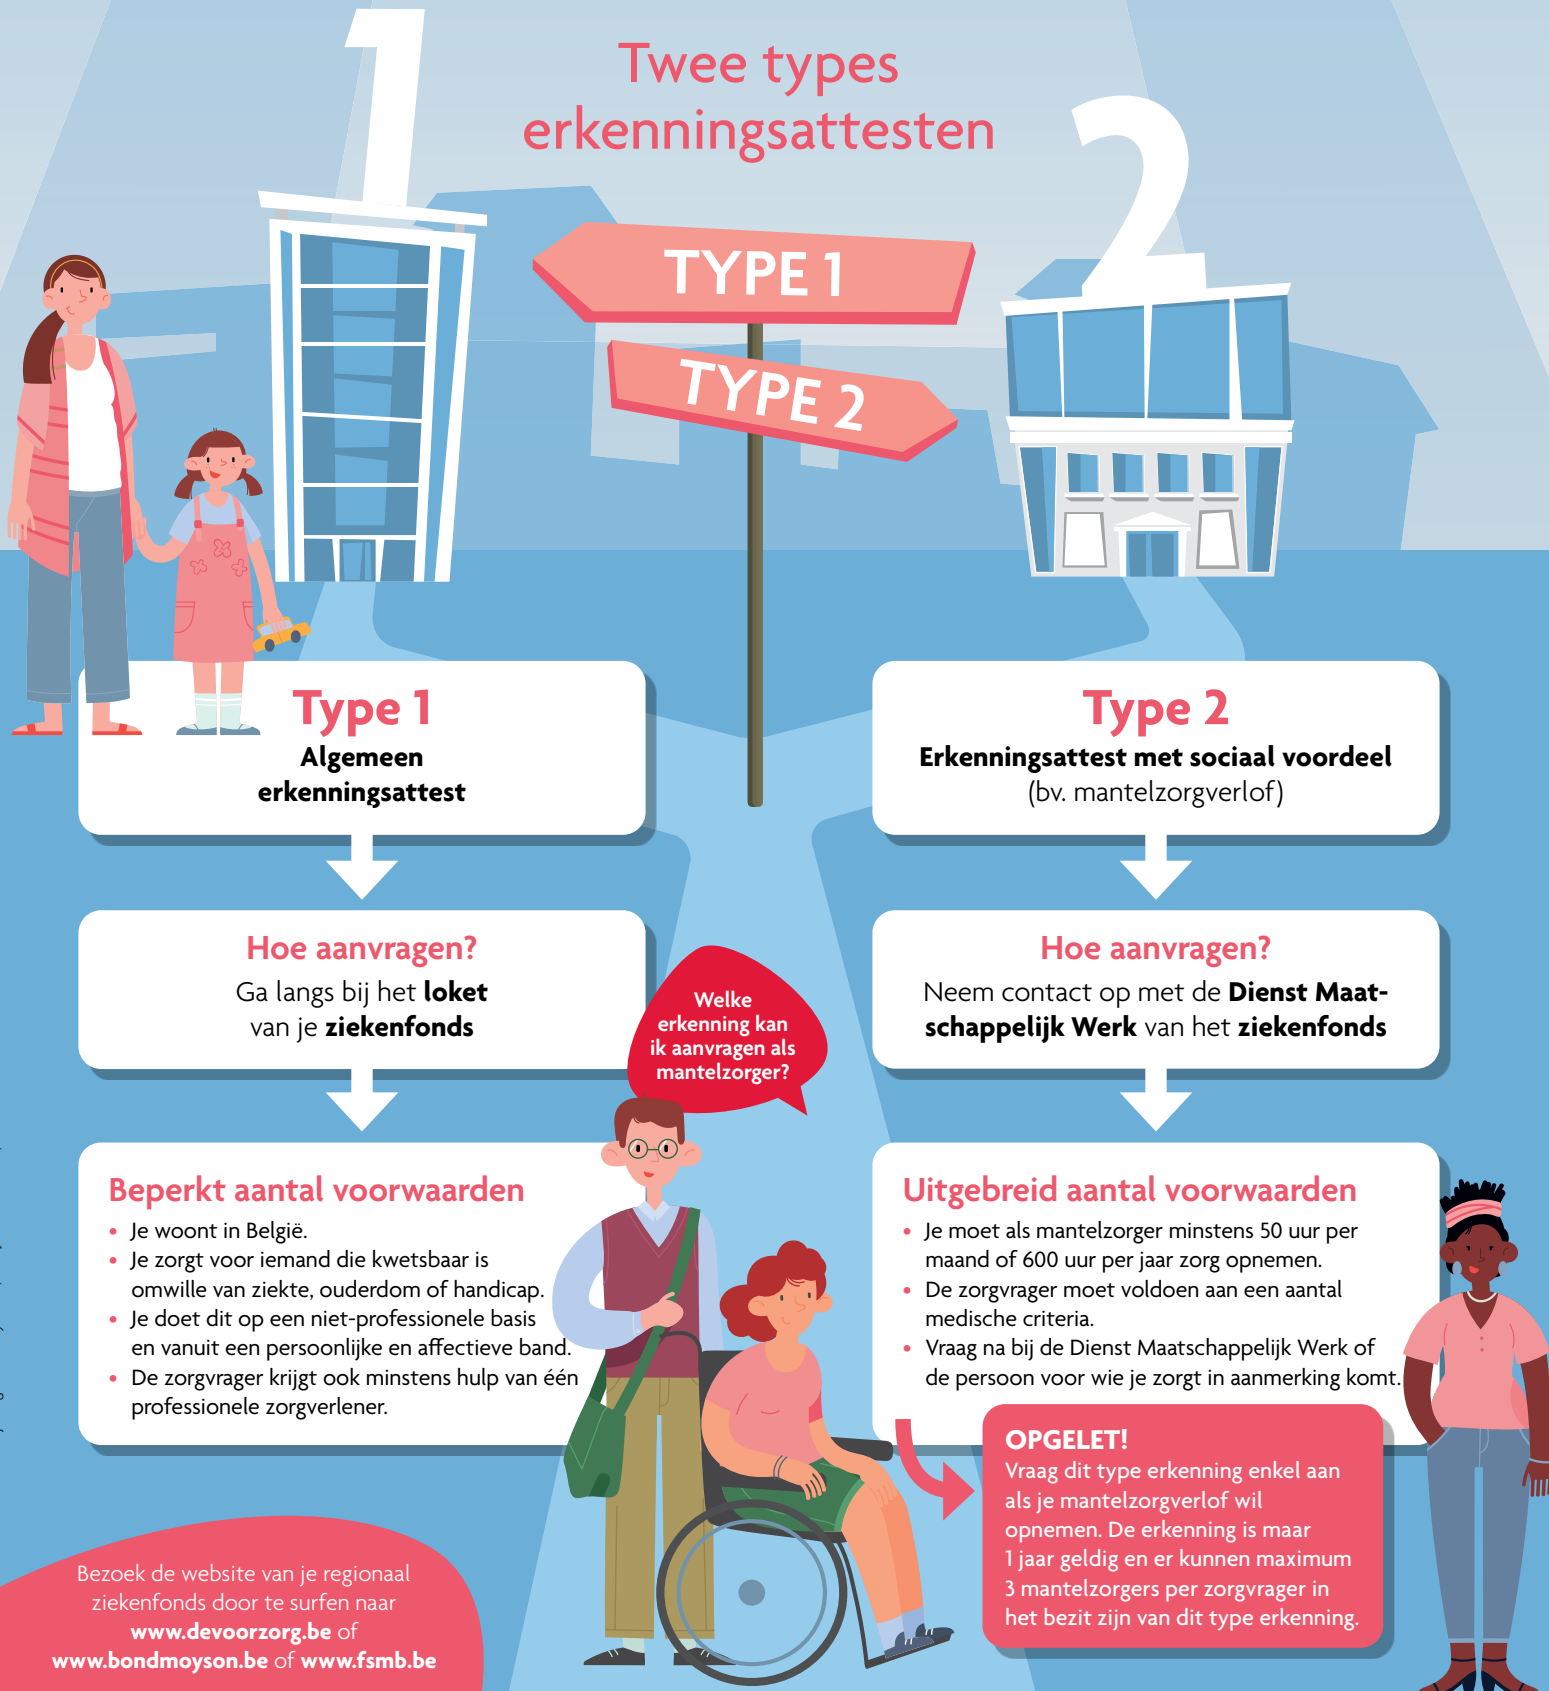 1
Twee types
erkenningsattesten
2
TYPE 1
TYPE 2
Type 1
Algemeen
erkenningsattest
Hoe aanvragen?
Ga langs bij het loket
van je ziekenfonds
Beperkt aantal voorwaarden
• Je woont in België.
• Je zorgt voor iemand die kwetsbaar is
omwille van ziekte, ouderdom of handicap.
• Je doet dit op een niet-professionele basis
en vanuit een persoonlijke en affectieve band.
• De zorgvrager krijgt ook minstens hulp van één
professionele zorgverlener.
Welke
erkenning kan
ik aanvragen als
mantelzorger?
Type 2
Erkenningsattest met sociaal voordeel
(bv. mantelzorgverlof)
Hoe aanvragen?
Neem contact op met de Dienst Maat-
schappelijk Werk van het ziekenfonds
Uitgebreid aantal voorwaarden
• Je moet als mantelzorger minstens 50 uur per
maand of 600 uur per jaar zorg opnemen.
• De zorgvrager moet voldoen aan een aantal
medische criteria.
• Vraag na bij de Dienst Maatschappelijk Werk of
de persoon voor wie je zorgt in aanmerking komt.
OPGELET!
Vraag dit type erkenning enkel aan
als je mantelzorgverlof wil
opnemen. De erkenning is maar
1 jaar geldig en er kunnen maximum
3 mantelzorgers per zorgvrager in
het bezit zijn van dit type erkenning.
Bezoek de website van je regionaal
ziekenfonds door te surfen naar
www.devoorzorg.be of
www.bondmoyson.be of www.fsmb.be